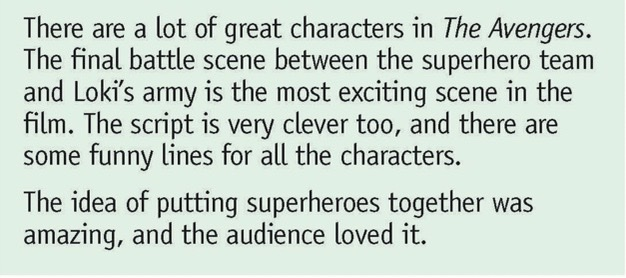 There are a lot of great characters in The Avengers.
The final battle scene between the superhero team
and Loki's army is the most exciting scene in the
film. The script is very clever too, and there are
some funny lines for all the characters.
The idea of putting superheroes together was
amazing, and the audience loved it.